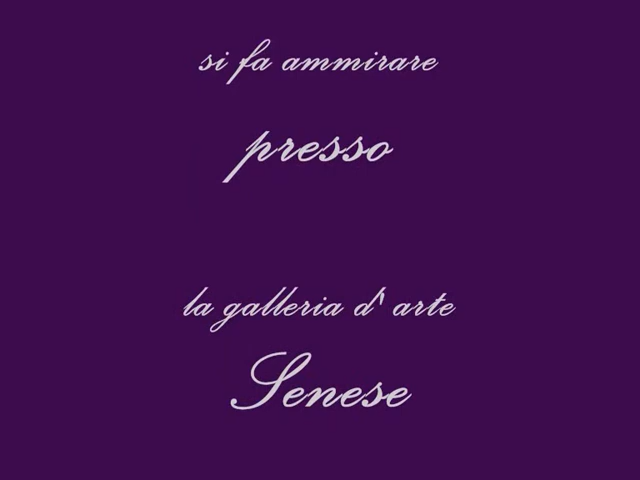 si fa ammirare
presso
la galleria d' arte
Senese